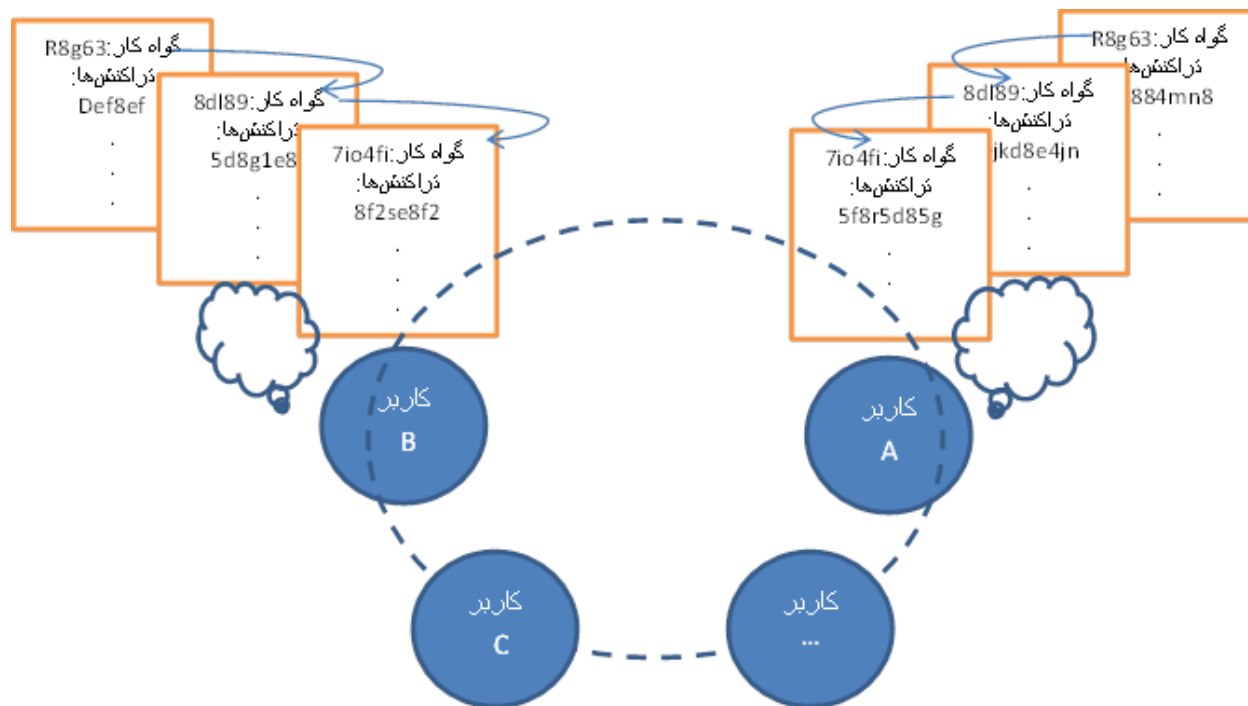 گواه کار:R8g63
تراکنش‌ها:
Def8ef
.
.
.
گواه کار:8dl89
تراکنش‌ها:
5d8g1e8
.
.
.
گواه کار:7io4fi
تراکنش‌ها:
8f2se8f2
.
.
.
گواه کار:R8g63
تراکنش‌ها:
884mn8
.
.
.
گواه کار:8dl89
تراکنش‌ها:
jkd8e4jn
.
.
.
گواه کار:7io4fi
تراکنش‌ها:
5f8r5d85g
.
.
.
کاربر
B
کاربر
A
کاربر
C
کاربر
...